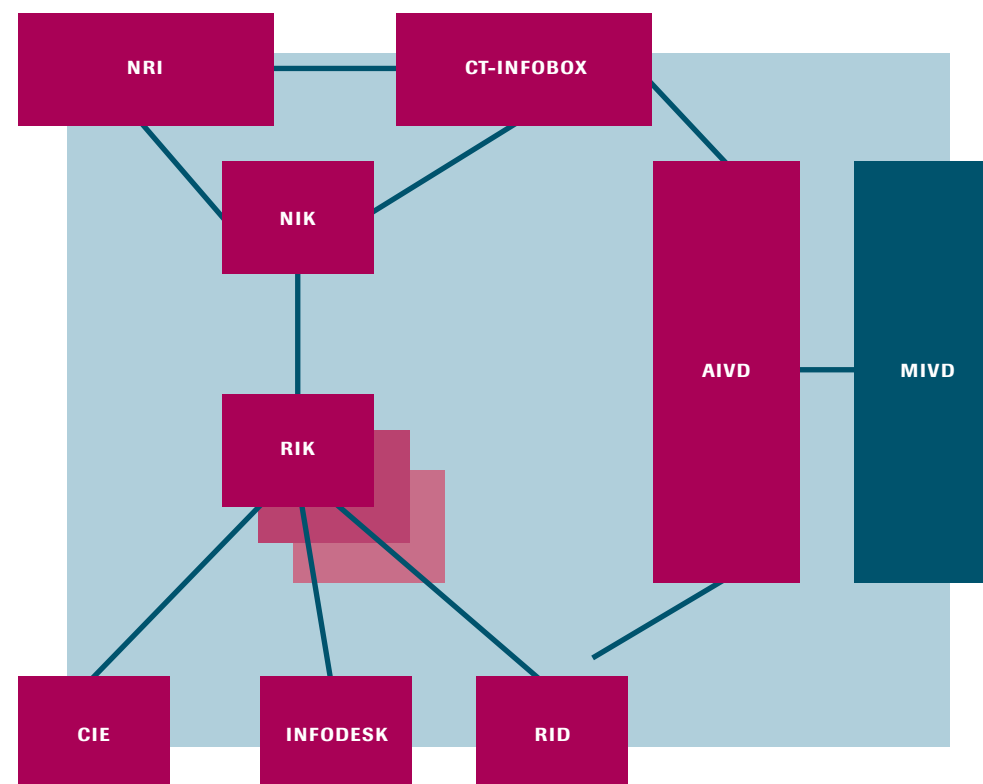 NRI
CT-INFOBOX
NIK
AIVD
MIVD
RIK
CIE
INFODESK
RID